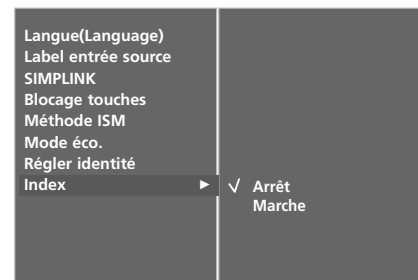 Langue(Language)
Label entrée source
SIMPLINK
Blocage touches
Méthode ISM
Mode éco.
Régler identité
Index ► √ Arrêt
Marche